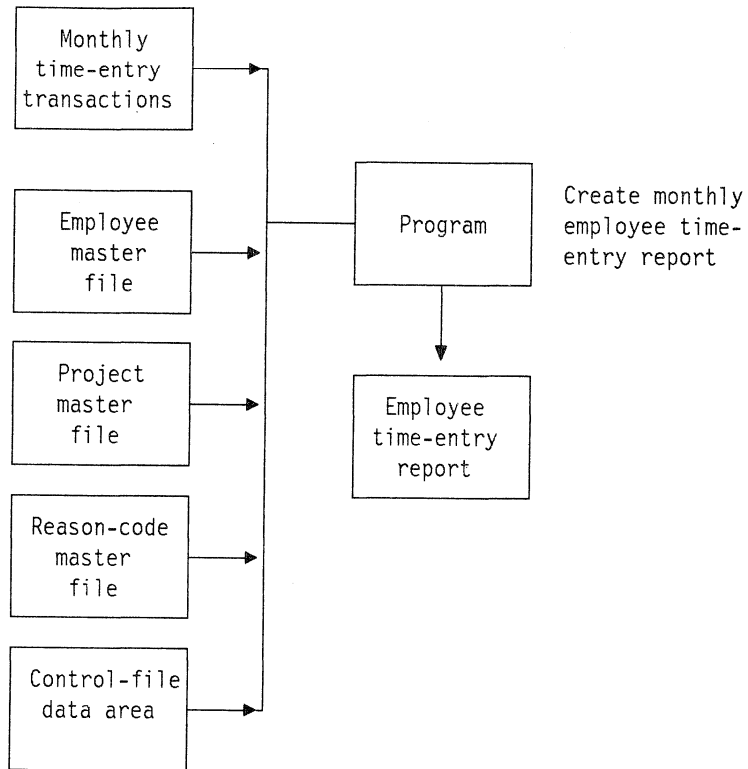 Monthly
time-entry
transactions
Employee
master
file
Project
master
file
Reason-code
master
file
Control-file
data area
Program
Create monthly
employee time-
entry report
Employee
time-entry
report